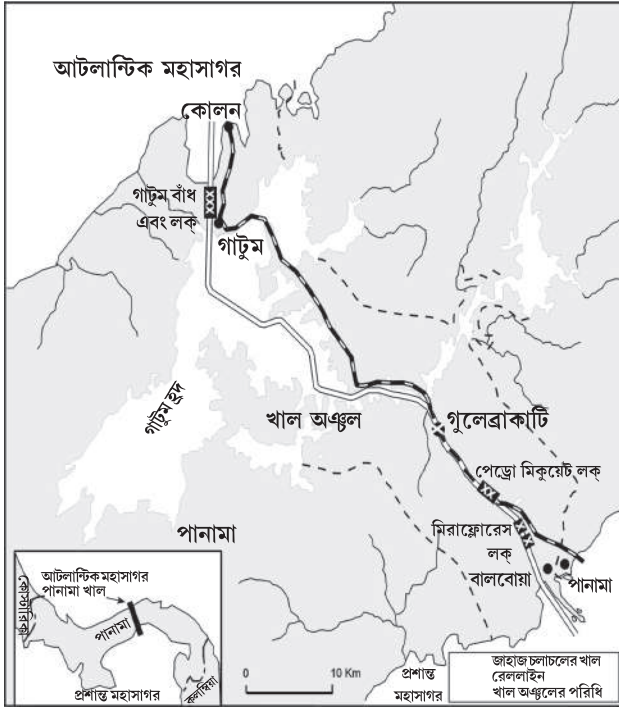 আটলান্টিক মহাসাগর
কোলন
গাটুম বাঁধ
এবং লক্
গাটুম
গাটুম হ্রদ
খাল অঞ্চল
গুলেব্রাকাটি
পেড্রো মিকুয়েট লক্
মিরাফ্লোরেস
লক্
বালবোয়া
পানামা
পানামা
আটলান্টিক মহাসাগর
পানামা খাল
কোস্টারিকা
পানামা
কলম্বিয়া
প্রশান্ত মহাসাগর
0 10 Km
প্রশান্ত
মহাসাগর
জাহাজ চলাচলের খাল
রেললাইন
খাল অঞ্চলের পরিধি